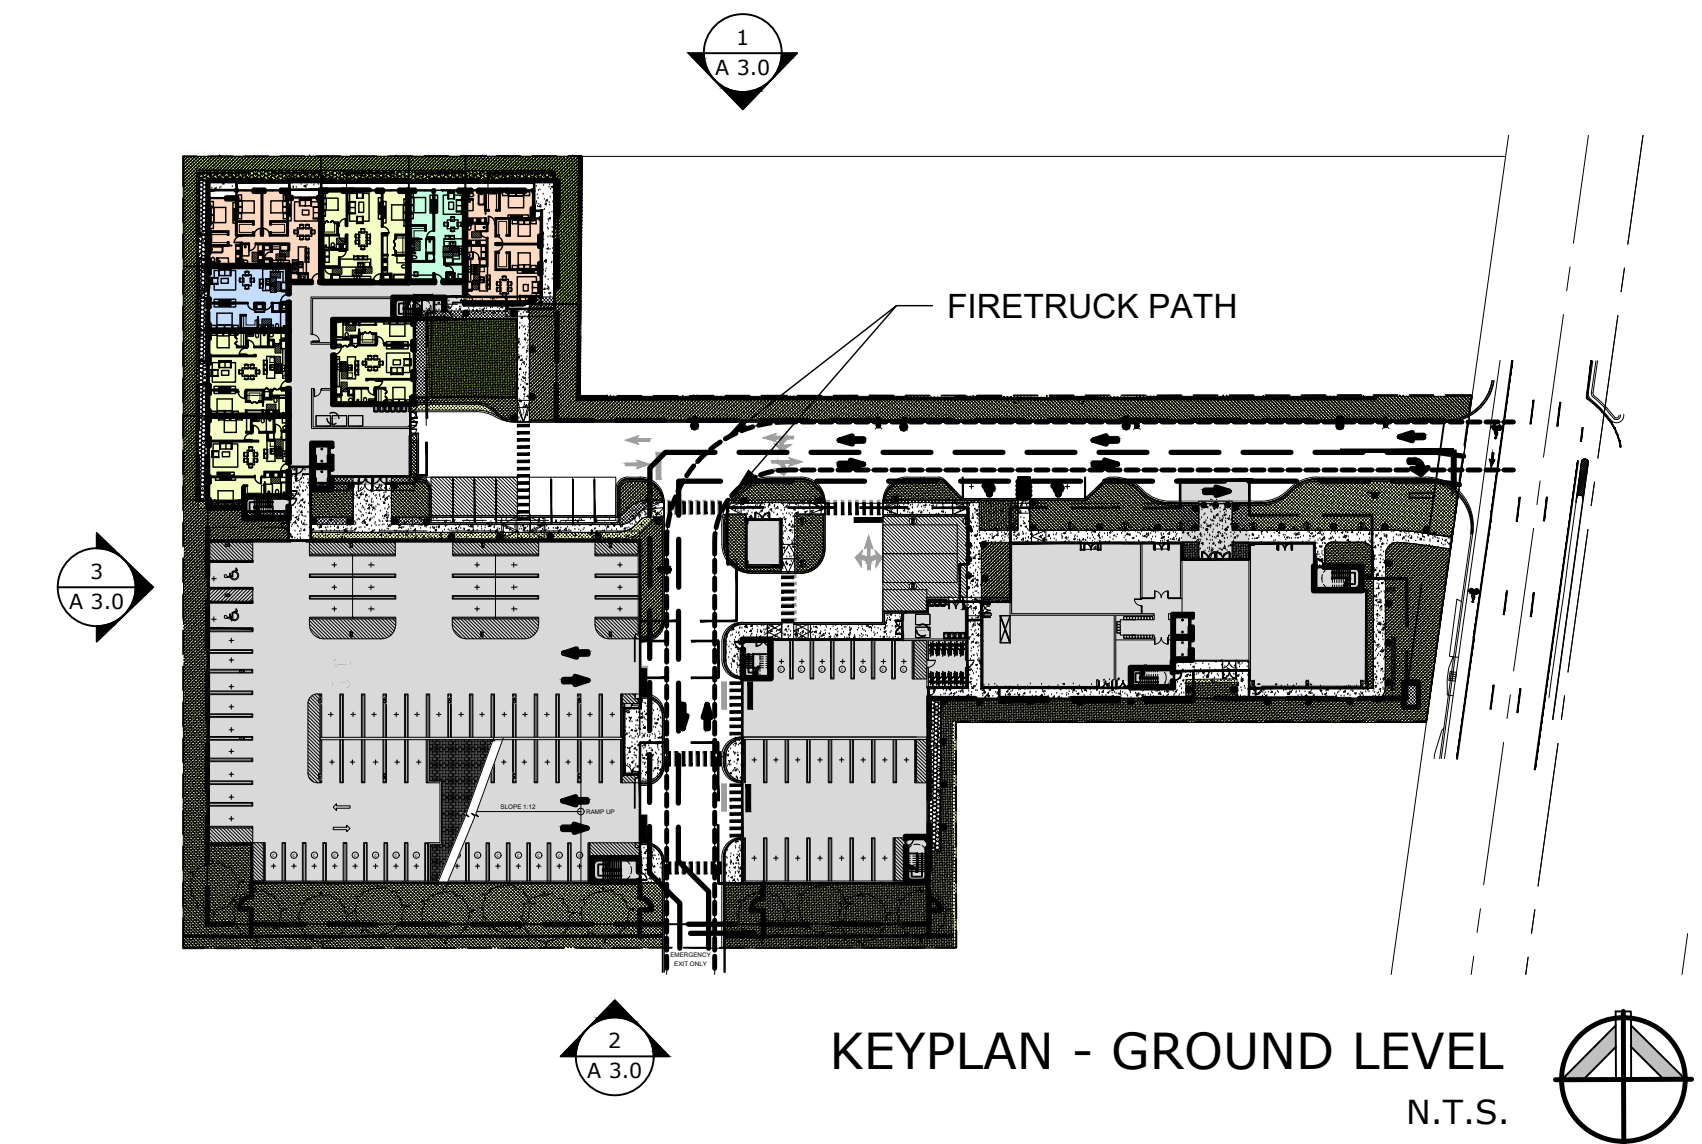 1
A 3.0
FIRETRUCK PATH
3
A 3.0
SLOPE 1:12
RAMP UP
EMERGENCY
EXIT ONLY
2
A 3.0
KEYPLAN - GROUND LEVEL
N.T.S.